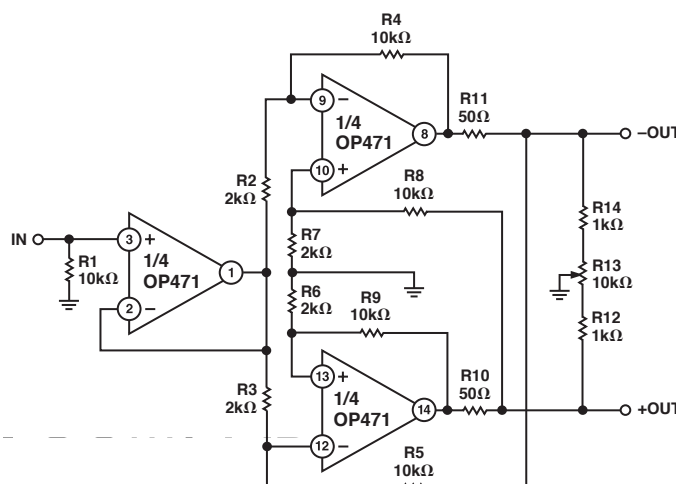 R4
10kΩ
9
–
1/4
OP471
8
10
+
R11
50Ω
–OUT
R8
10kΩ
R2
2kΩ
R7
2kΩ
R14
1kΩ
IN
3
+
1/4
OP471
1
2
–
R1
10kΩ
R6
2kΩ
R13
10kΩ
R9
10kΩ
R12
1kΩ
R3
2kΩ
13
+
1/4
OP471
14
12
–
R10
50Ω
+OUT
R5
10kΩ